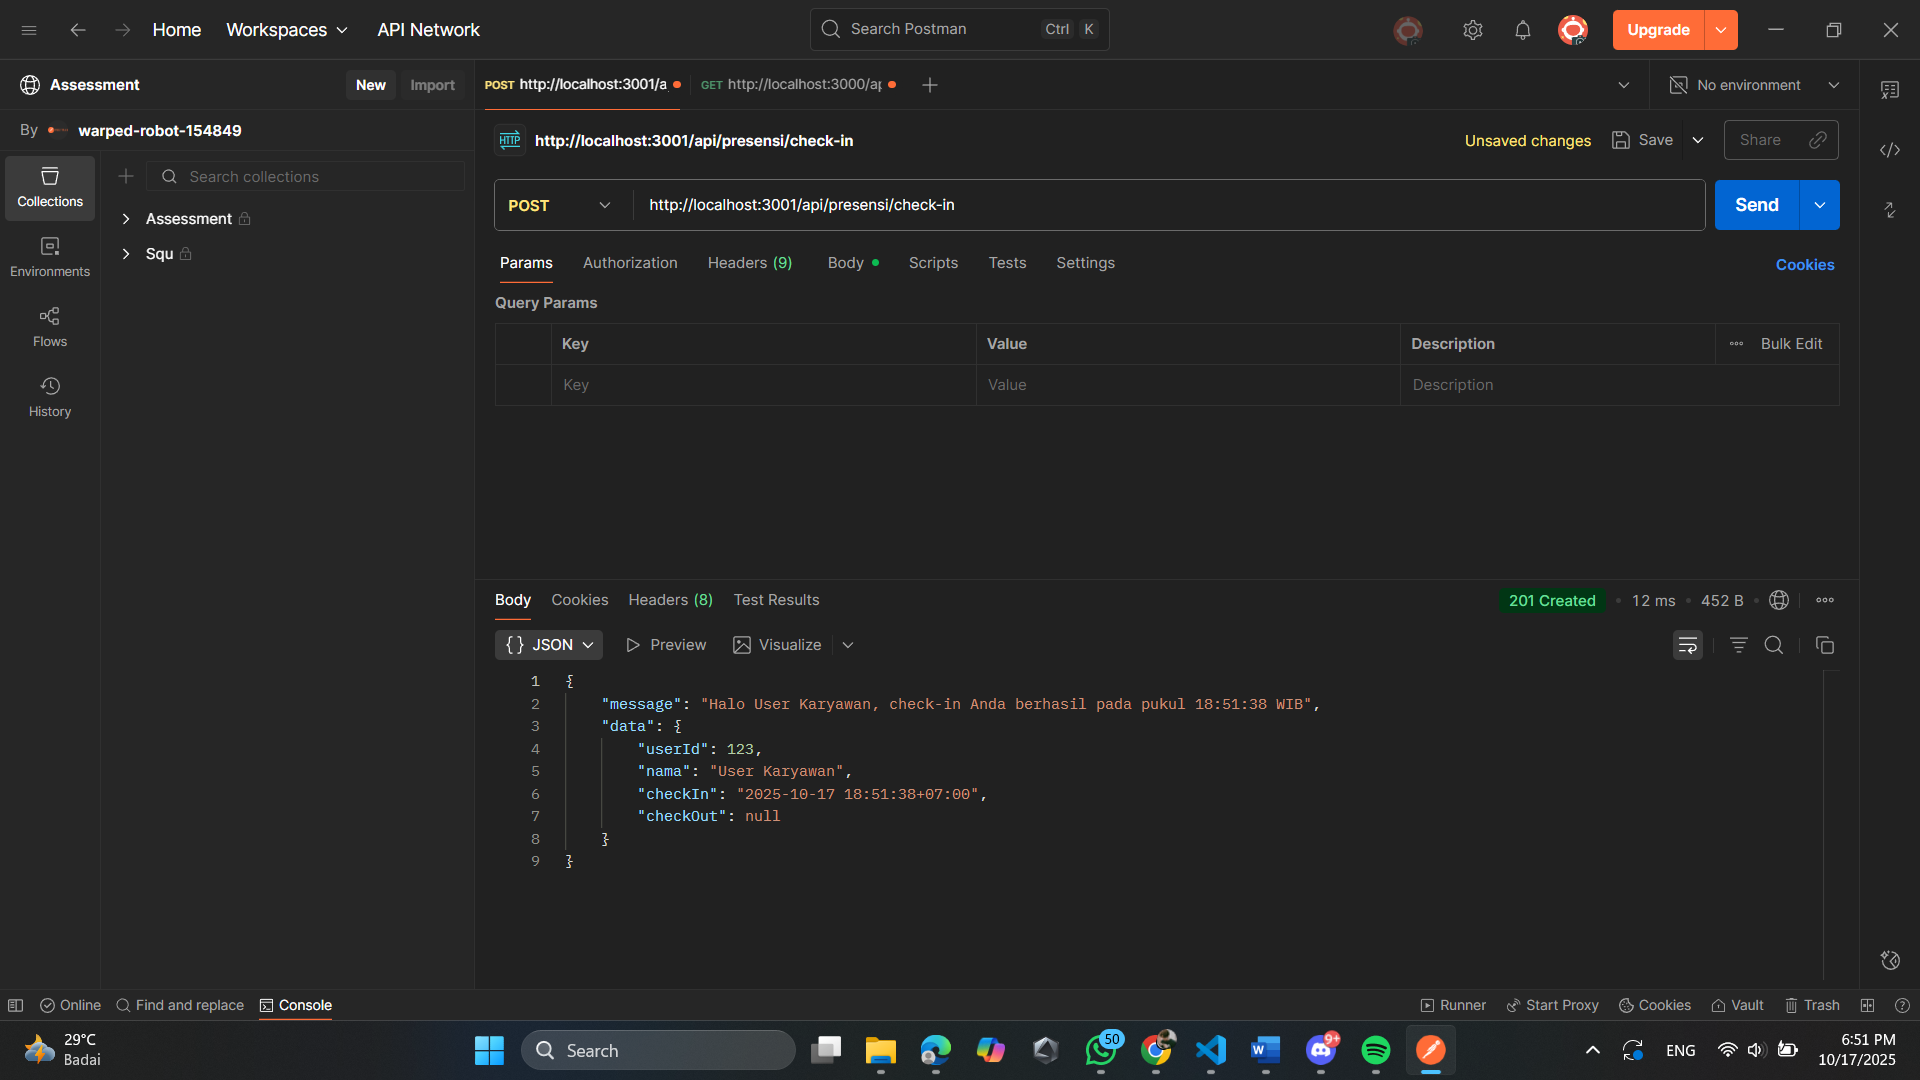 Home
Workspaces
API Network
Search Postman
Ctrl K
Upgrade
Assessment
New
Import
POST http://localhost:3001/a
GET http://localhost:3000/ap
No environment
By warped-robot-154849
http://localhost:3001/api/presensi/check-in
Unsaved changes
Save
Share
Collections
Environments
Flows
History
Search collections
Assessment
Squ
POST
http://localhost:3001/api/presensi/check-in
Send
Params
Authorization
Headers (9)
Body
Scripts
Tests
Settings
Cookies
Query Params
Key
Value
Description
Bulk Edit
Key
Value
Description
Body
Cookies
Headers (8)
Test Results
201 Created
12 ms
452 B
{} JSON
Preview
Visualize
1 {
2 "message": "Halo User Karyawan, check-in Anda berhasil pada pukul 18:51:38 WIB",
3 "data": {
4 "userId": 123,
5 "nama": "User Karyawan",
6 "checkIn": "2025-10-17 18:51:38+07:00",
7 "checkOut": null
8 }
9 }
Online
Find and replace
Console
Runner
Start Proxy
Cookies
Vault
Trash
29°C
Badai
Search
50
9+
ENG
6:51 PM
10/17/2025